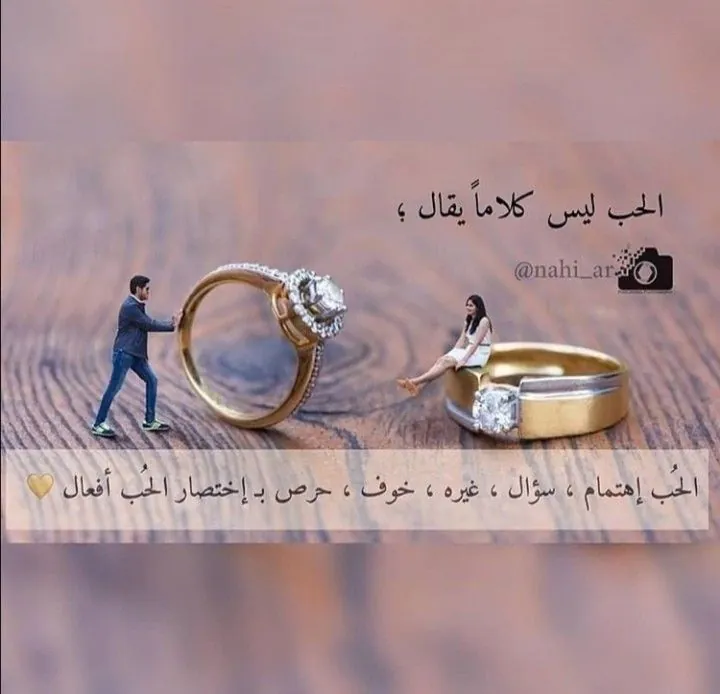 الحب ليس كلاماً يقال ؛
@nahi_ar
الحُب إهتمام ، سؤال ، غيره ، خوف ، حرص بـ إختصار الحُب أفعال 💛